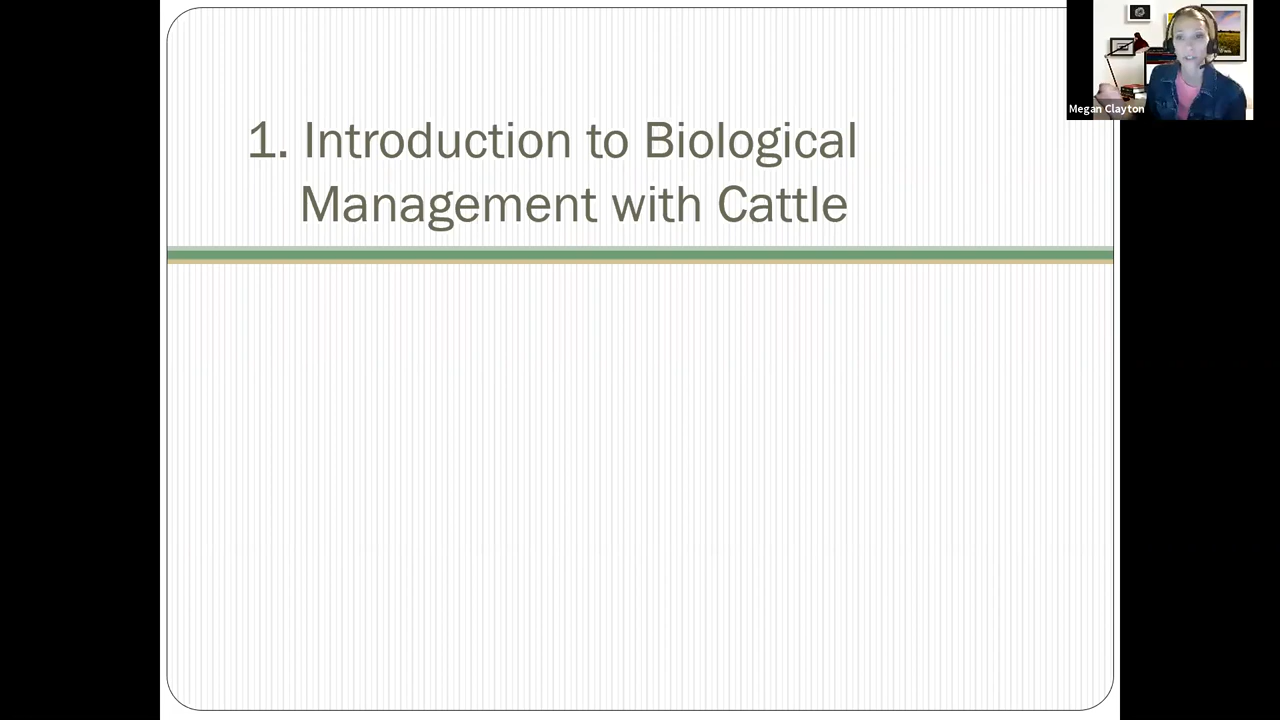 1. Introduction to Biological
Management with Cattle
Megan Clayton